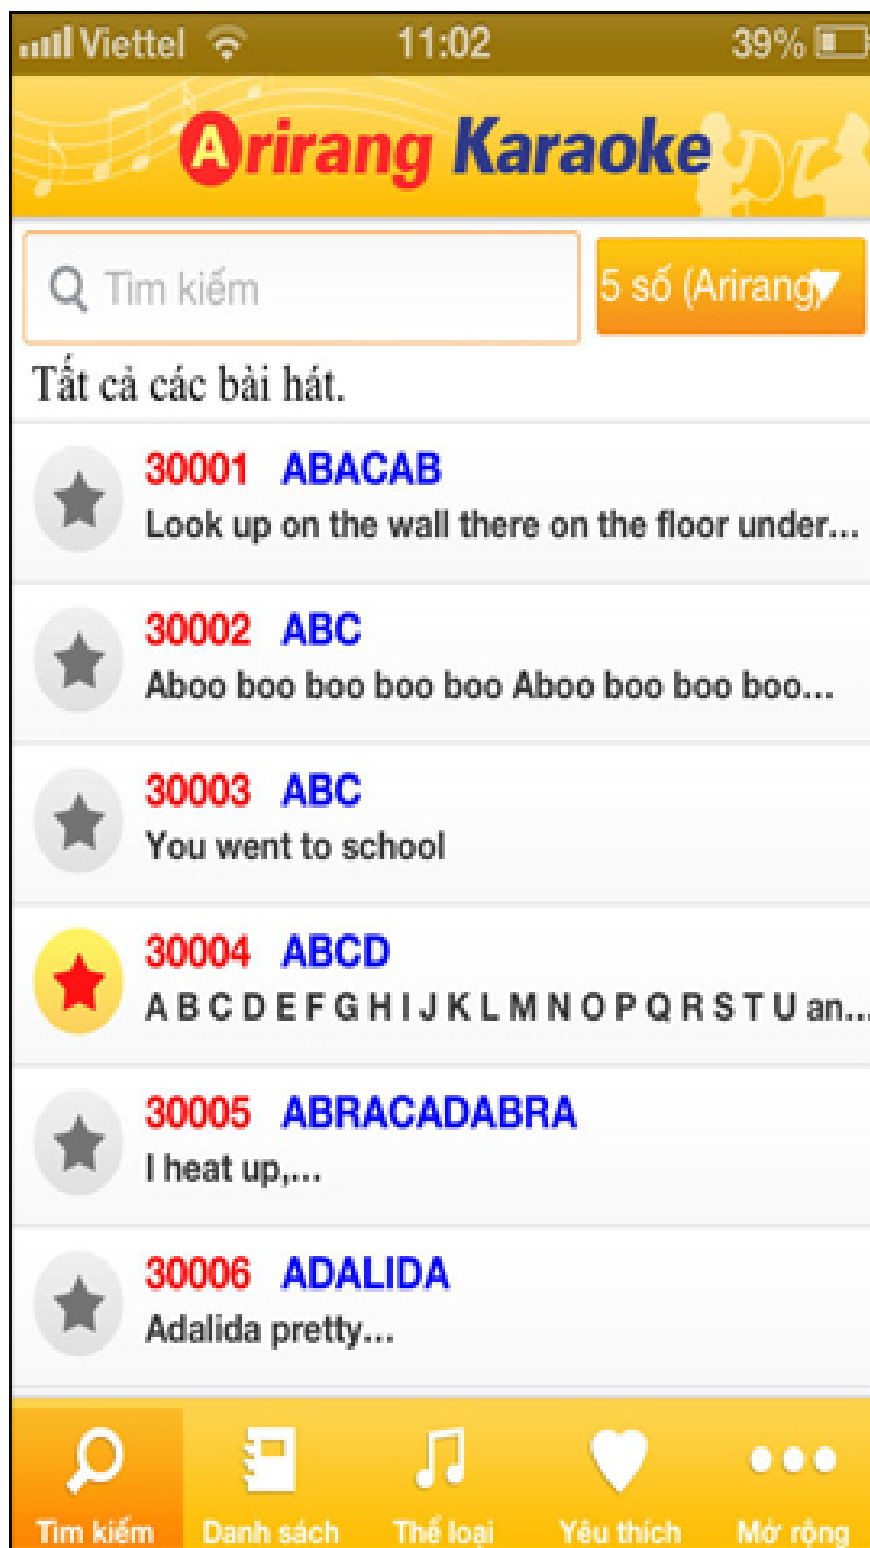 Viettel 11:02 39%
Arirang Karaoke
Tìm kiếm 5 số (Arirang)
Tất cả các bài hát.
30001 ABACAB
Look up on the wall there on the floor under...
30002 ABC
Aboo boo boo boo boo Aboo boo boo boo...
30003 ABC
You went to school
30004 ABCD
A B C D E F G H I J K L M N O P Q R S T U an...
30005 ABRACADABRA
I heat up,...
30006 ADALIDA
Adalida pretty...
Tìm kiếm Danh sách Thể loại Yêu thích Mở rộng